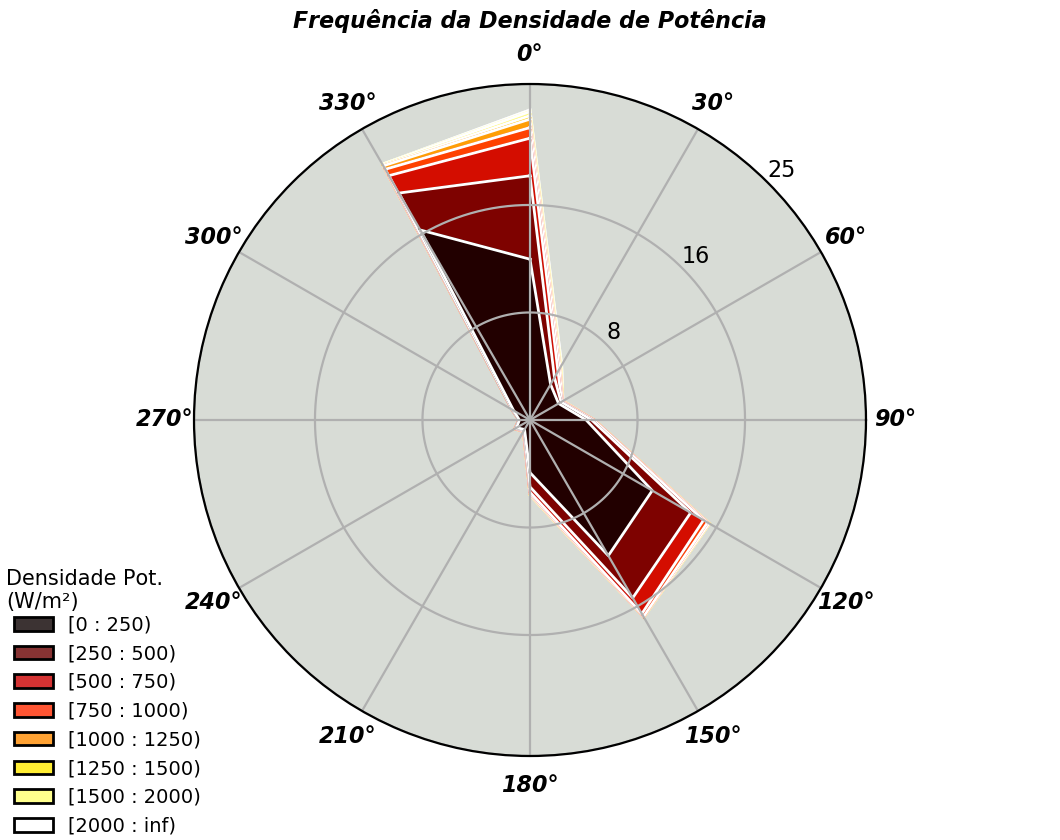 Frequência da Densidade de Potência
0°
330°
30°
25
300°
60°
16
8
270°
90°
240°
120°
210°
150°
180°
Densidade Pot.
(W/m²)
[0 : 250)
[250 : 500)
[500 : 750)
[750 : 1000)
[1000 : 1250)
[1250 : 1500)
[1500 : 2000)
[2000 : inf)